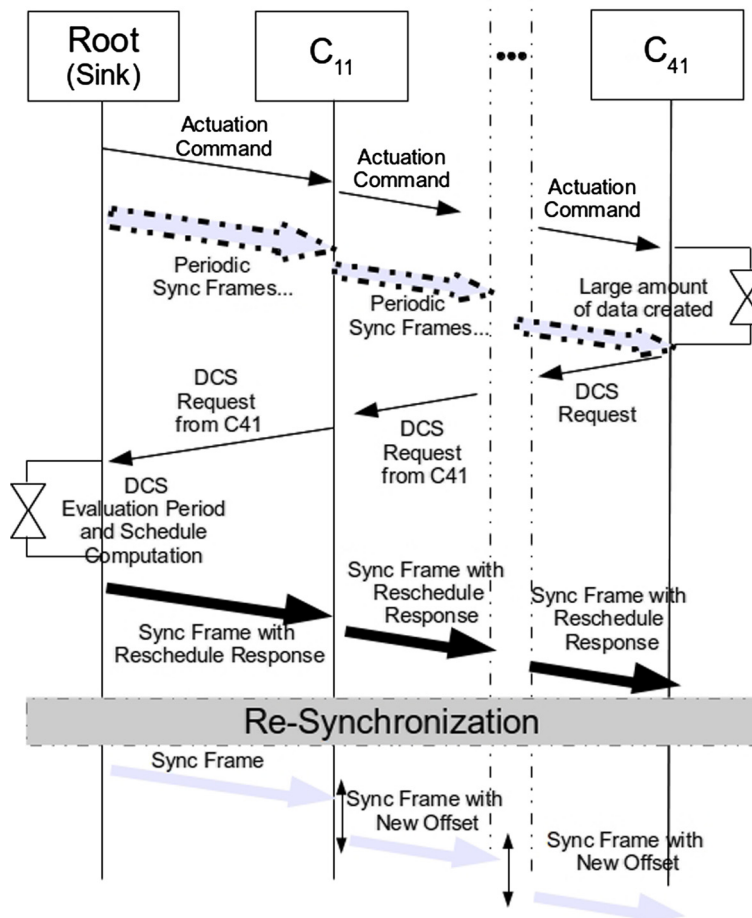 Root
(Sink)
C11
...
C41
Actuation
Command
Actuation
Command
Actuation
Command
Periodic
Sync Frames...
Periodic
Sync Frames...
Large amount
of data created
DCS
Request
from C41
DCS
Request
from C41
DCS
Request
DCS
Evaluation Period
and Schedule
Computation
Sync Frame with
Reschedule Response
Sync Frame with
Reschedule
Response
Sync Frame with
Reschedule
Response
Re-Synchronization
Sync Frame
Sync Frame with
New Offset
Sync Frame with
New Offset